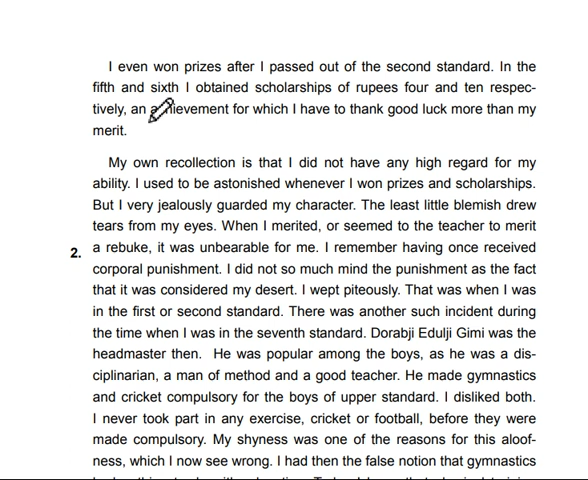 I even won prizes after I passed out of the second standard. In the
fifth and sixth I obtained scholarships of rupees four and ten respec-
tively, an achievement for which I have to thank good luck more than my
merit.
My own recollection is that I did not have any high regard for my
ability. I used to be astonished whenever I won prizes and scholarships.
But I very jealously guarded my character. The least little blemish drew
tears from my eyes. When I merited, or seemed to the teacher to merit
2. a rebuke, it was unbearable for me. I remember having once received
corporal punishment. I did not so much mind the punishment as the fact
that it was considered my desert. I wept piteously. That was when I was
in the first or second standard. There was another such incident during
the time when I was in the seventh standard. Dorabji Edulji Gimi was the
headmaster then. He was popular among the boys, as he was a dis-
ciplinarian, a man of method and a good teacher. He made gymnastics
and cricket compulsory for the boys of upper standard. I disliked both.
I never took part in any exercise, cricket or football, before they were
made compulsory. My shyness was one of the reasons for this aloof-
ness, which I now see wrong. I had then the false notion that gymnastics